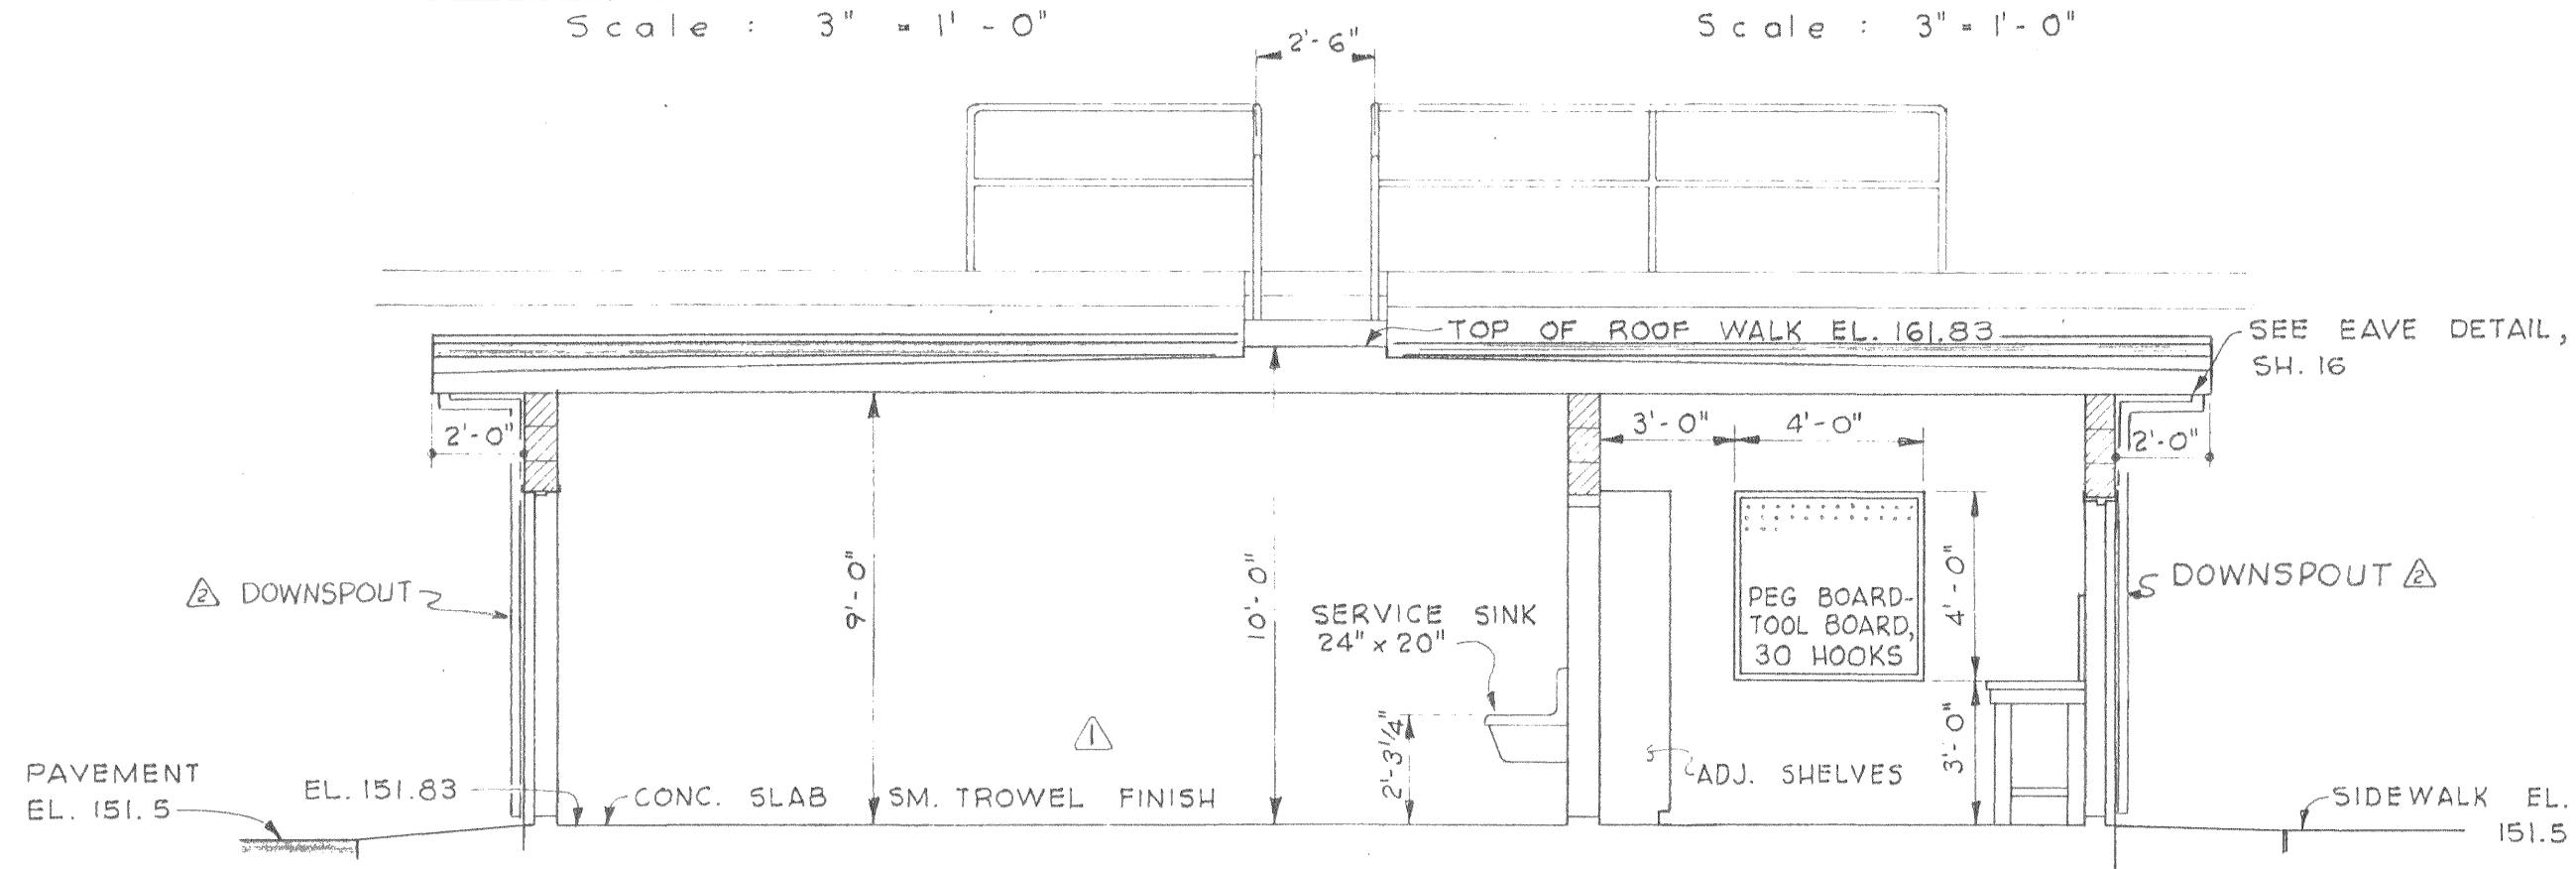 Scale : 3" = 1' - 0"
Scale : 3" = 1'- 0"
2'- 6"
TOP OF ROOF WALK EL. 161.83
SEE EAVE DETAIL,
SH. 16
2'- 0"
3'- 0"
4'- 0"
2'- 0"
9'- 0"
10'- 0"
2 DOWNSPOUT
SERVICE SINK
24" x 20"
PEG BOARD-
TOOL BOARD,
30 HOOKS
4'- 0"
DOWNSPOUT 2
1
2'- 3 1/4"
3'- 0"
PAVEMENT
EL. 151.5
EL. 151.83
CONC. SLAB SM. TROWEL FINISH
ADJ. SHELVES
SIDEWALK EL.
151.5